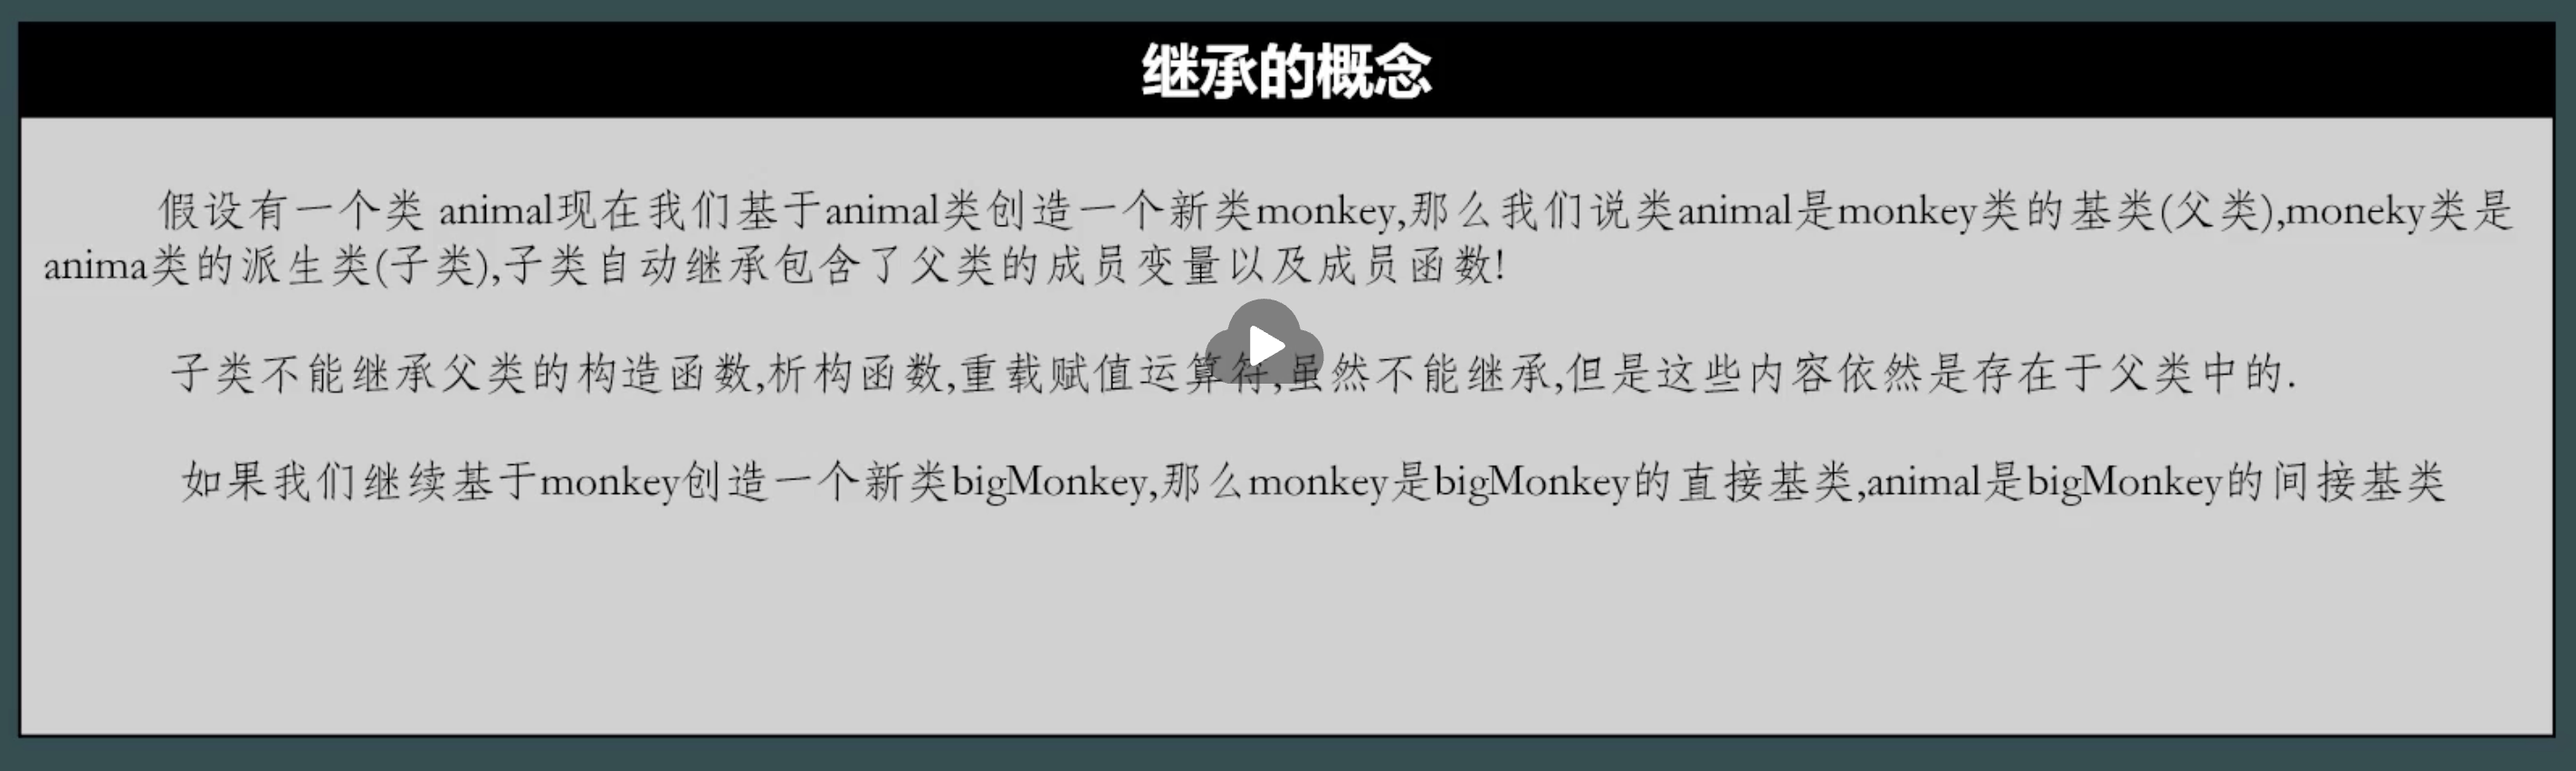 继承的概念
假设有一个类 animal现在我们基于animal类创造一个新类monkey,那么我们说类animal是monkey类的基类(父类),moneky类是
anima类的派生类(子类),子类自动继承包含了父类的成员变量以及成员函数!
子类不能继承父类的构造函数,析构函数,重载赋值运算符,虽然不能继承,但是这些内容依然是存在于父类中的.
如果我们继续基于monkey创造一个新类bigMonkey,那么monkey是bigMonkey的直接基类,animal是bigMonkey的间接基类